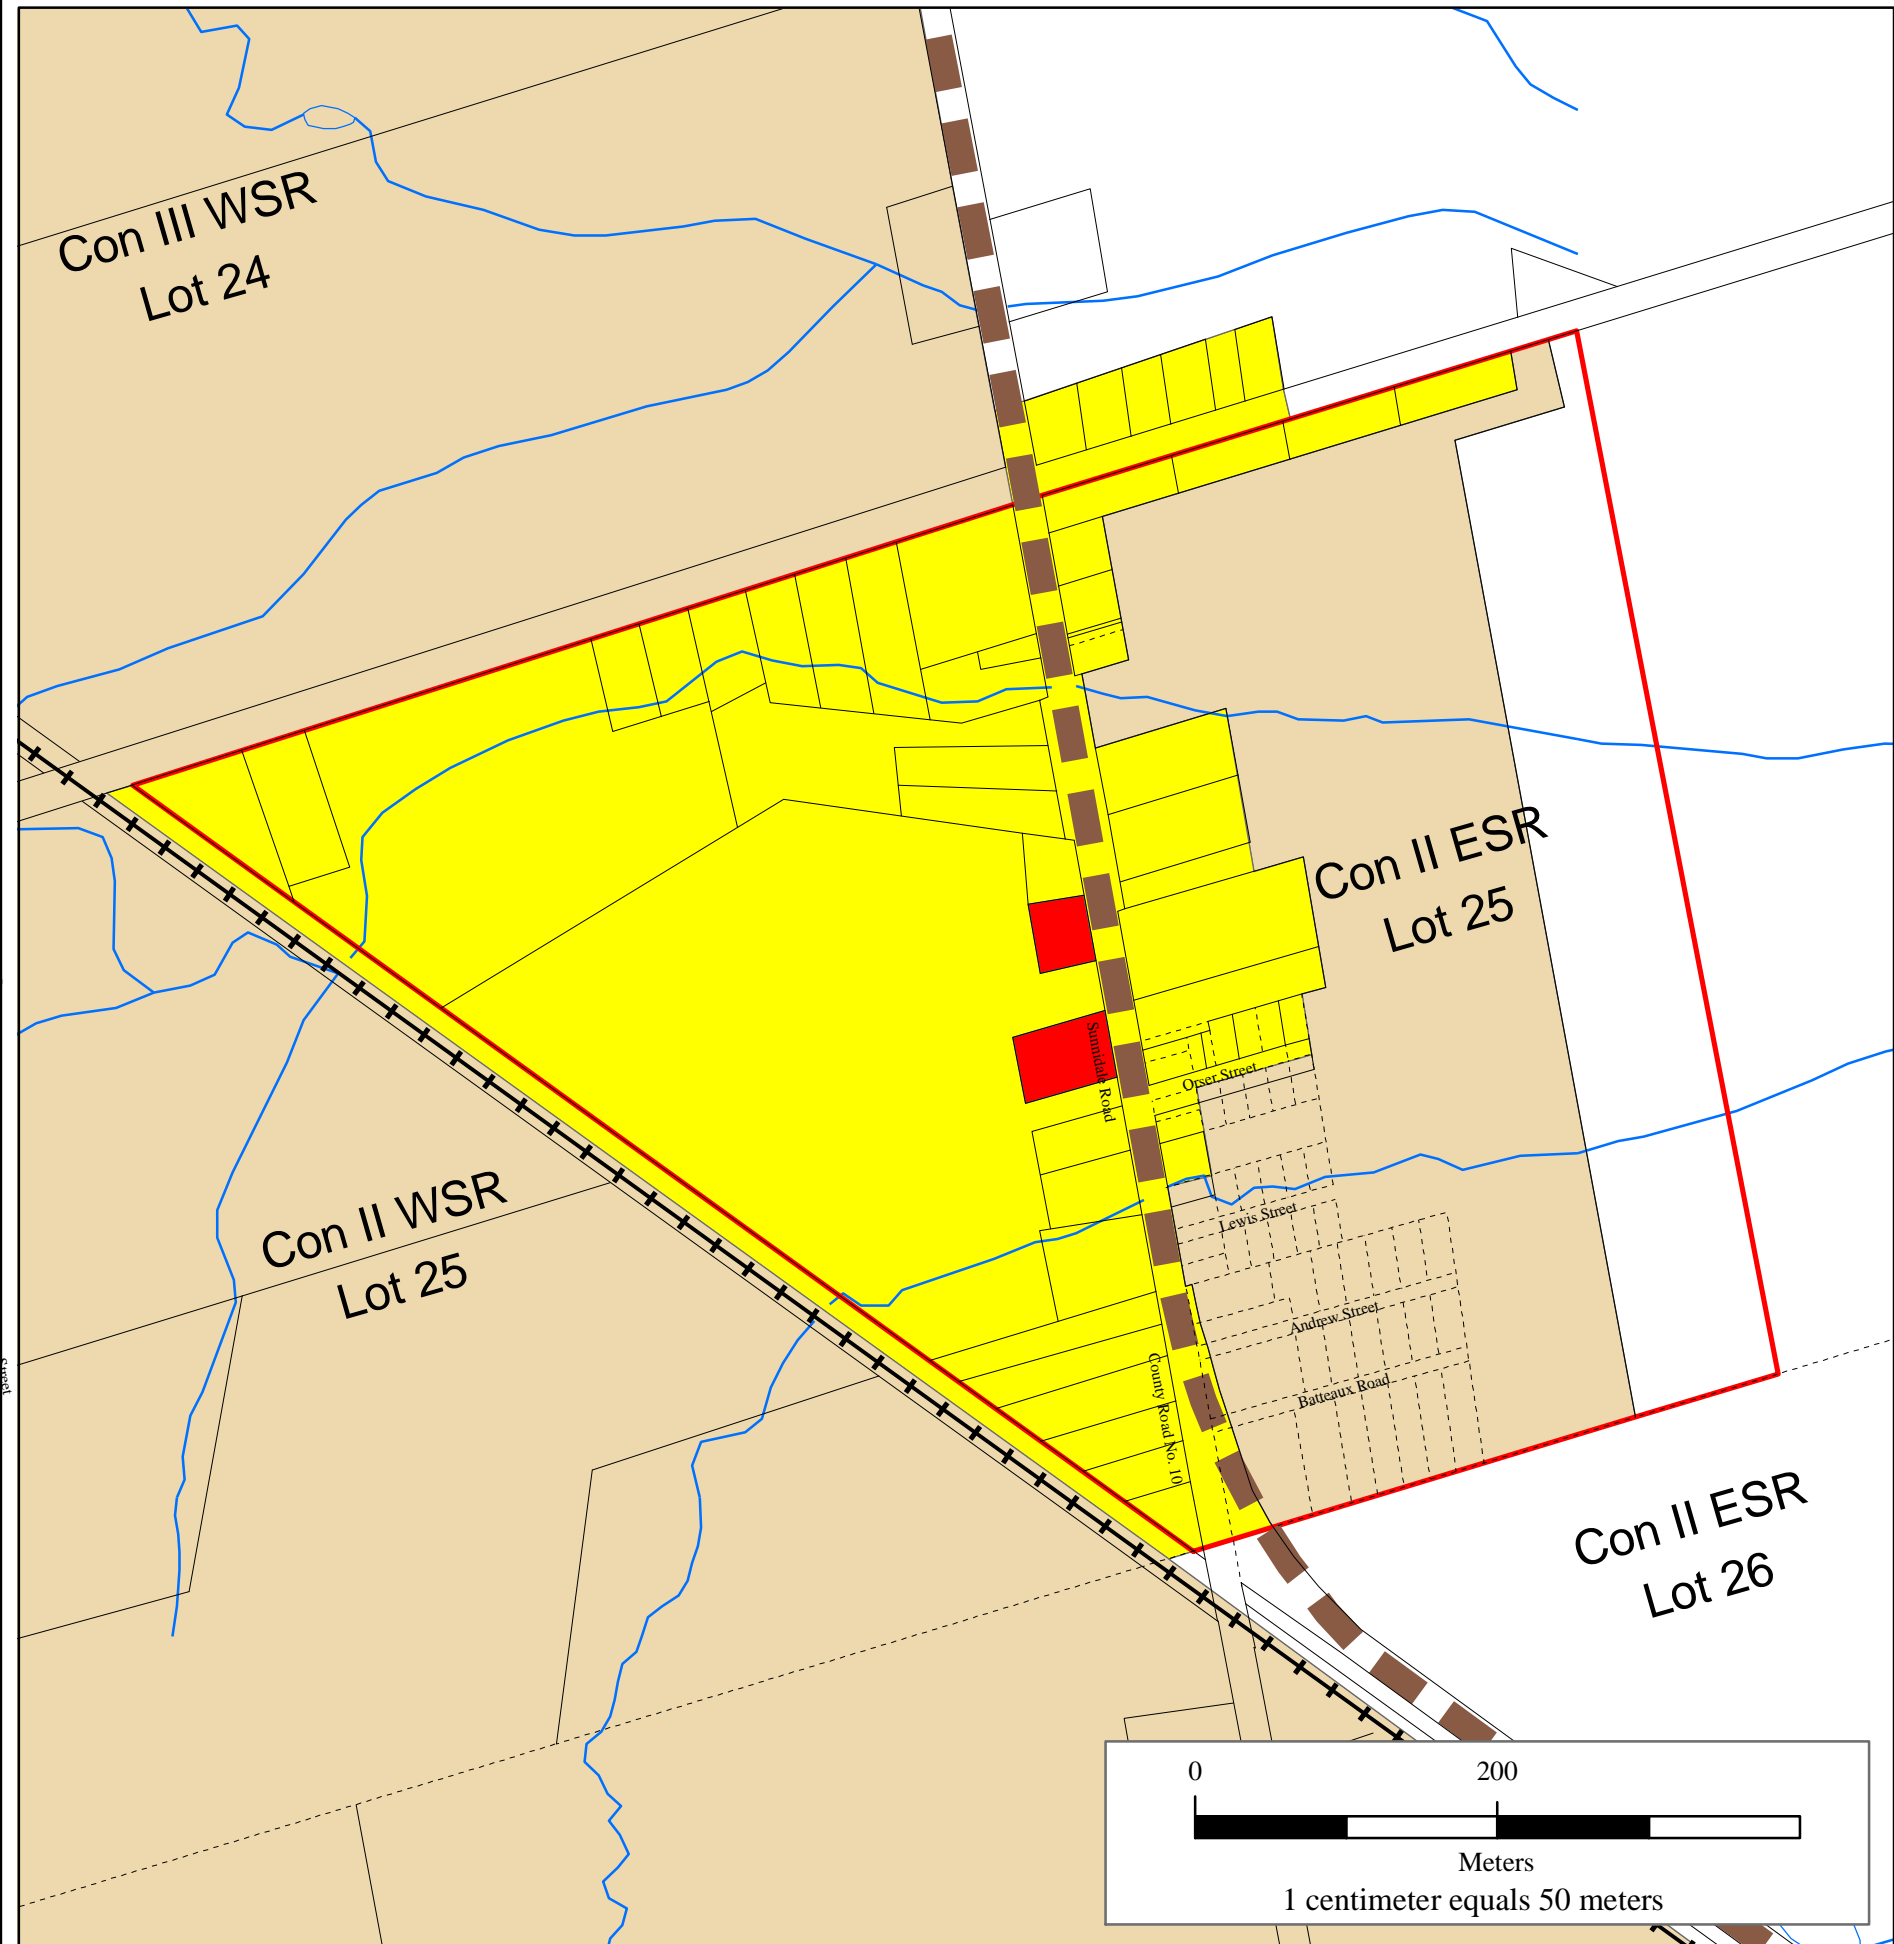 Con III WSR
Lot 24
Con II ESR
Lot 25
Sunnidale Road
Orser Street
Con II WSR
Lot 25
Lewis Street
Andrew Street
County Road No. 10
Batteaux Road
Street
Con II ESR
Lot 26
0 200
Meters
1 centimeter equals 50 meters